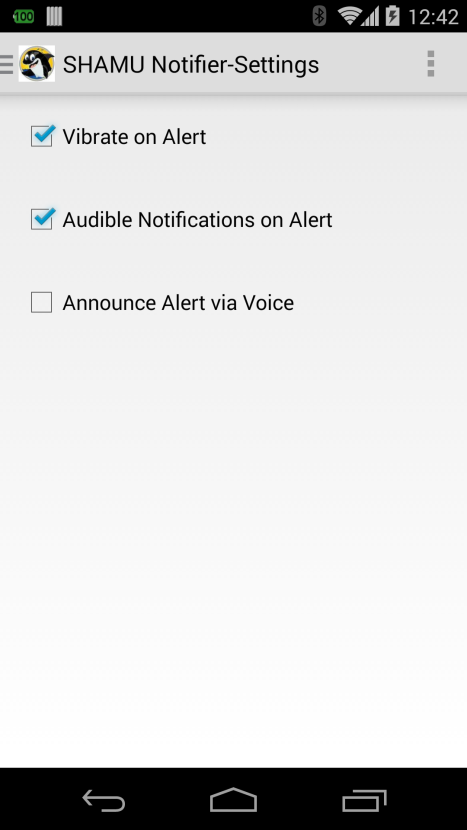 100
12:42
SHAMU Notifier-Settings
Vibrate on Alert
Audible Notifications on Alert
Announce Alert via Voice